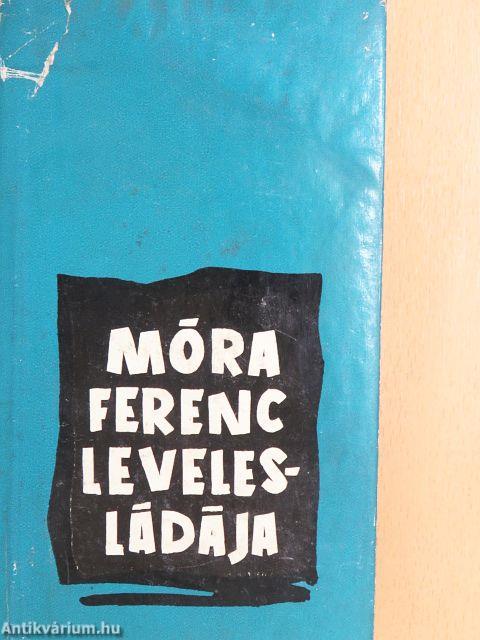 MÓRA
FERENC
LEVELES-
LÁDÁJA
Antikvárium.hu